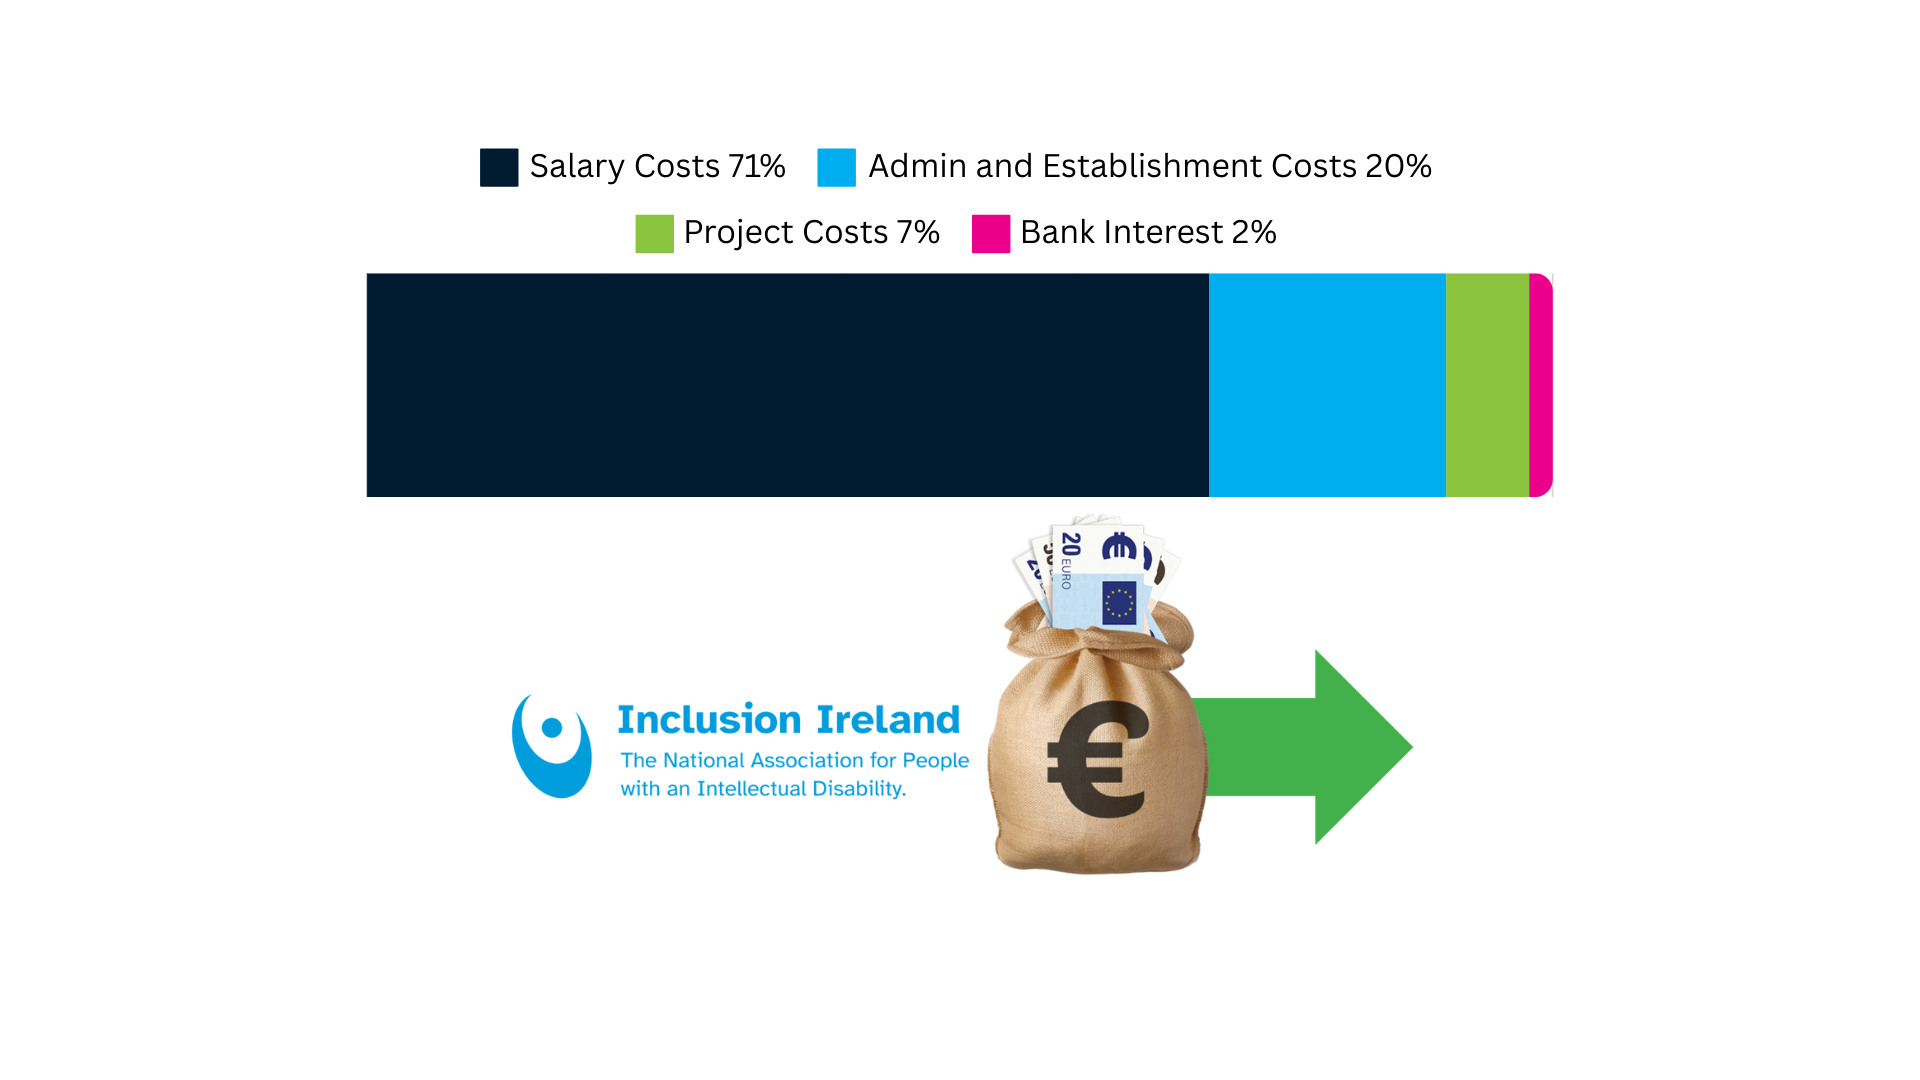 Salary Costs 71% Admin and Establishment Costs 20%
Project Costs 7% Bank Interest 2%
20 EURO €
€
Inclusion Ireland
The National Association for People
with an Intellectual Disability.